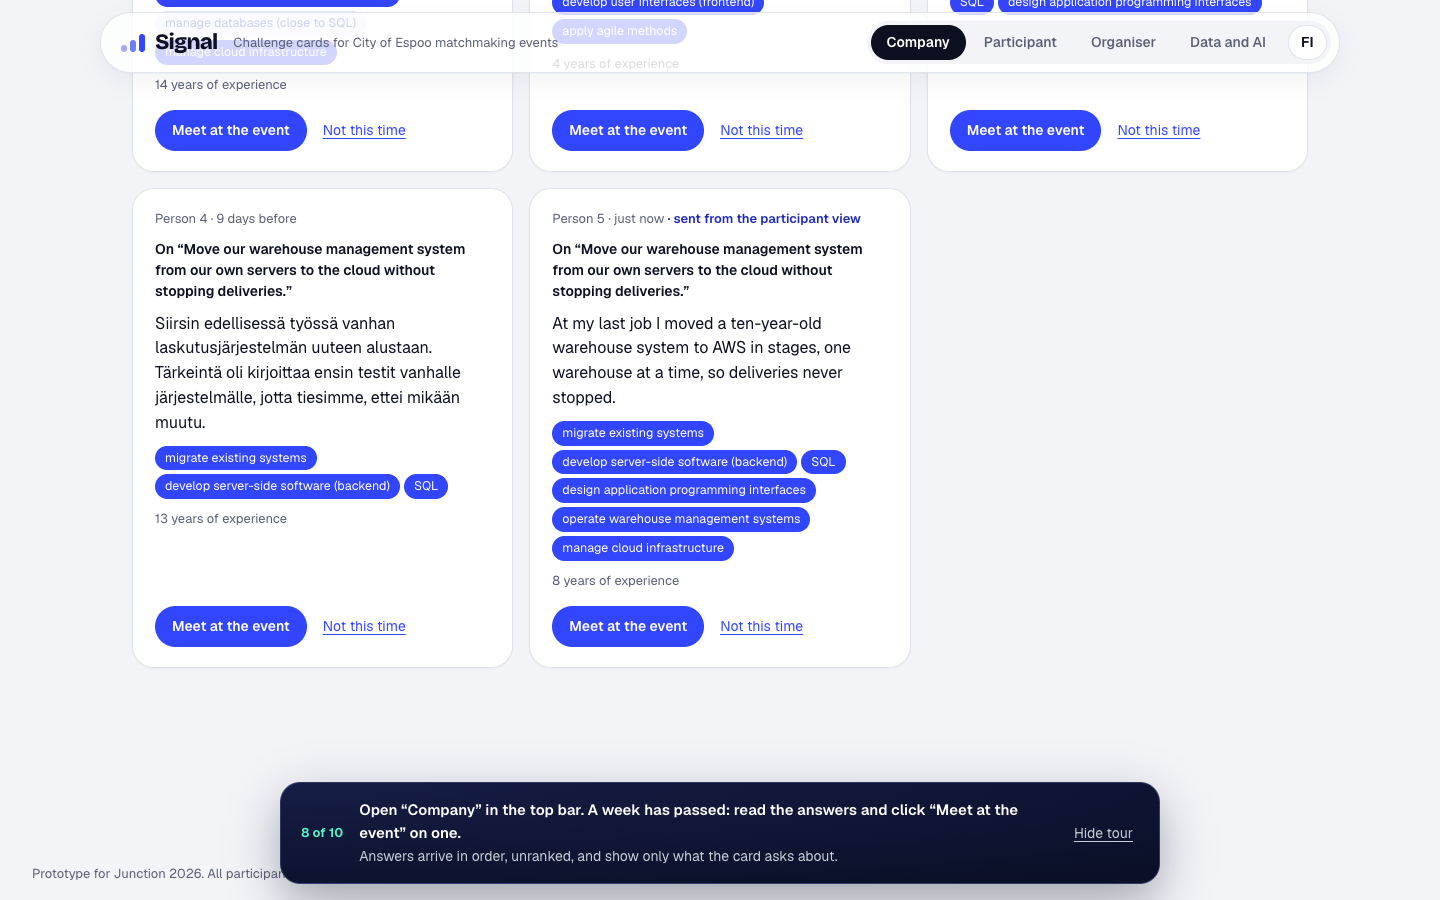 manage databases (close to SQL)
manage cloud infrastructure
develop user interfaces (frontend)
apply agile methods
4 years of experience
SQL
design application programming interfaces
Signal
Challenge cards for City of Espoo matchmaking events
Company
Participant
Organiser
Data and AI
FI
14 years of experience
Meet at the event
Not this time
Meet at the event
Not this time
Meet at the event
Not this time
Person 4 · 9 days before
On “Move our warehouse management system
from our own servers to the cloud without
stopping deliveries.”
Siirsin edellisessä työssä vanhan
laskutusjärjestelmän uuteen alustaan.
Tärkeintä oli kirjoittaa ensin testit vanhalle
järjestelmälle, jotta tiesimme, ettei mikään
muutu.
migrate existing systems
develop server-side software (backend)
SQL
13 years of experience
Meet at the event
Not this time
Person 5 · just now · sent from the participant view
On “Move our warehouse management system
from our own servers to the cloud without
stopping deliveries.”
At my last job I moved a ten-year-old
warehouse system to AWS in stages, one
warehouse at a time, so deliveries never
stopped.
migrate existing systems
develop server-side software (backend)
SQL
design application programming interfaces
operate warehouse management systems
manage cloud infrastructure
8 years of experience
Meet at the event
Not this time
8 of 10
Open “Company” in the top bar. A week has passed: read the answers and click “Meet at the
event” on one.
Answers arrive in order, unranked, and show only what the card asks about.
Hide tour
Prototype for Junction 2026. All